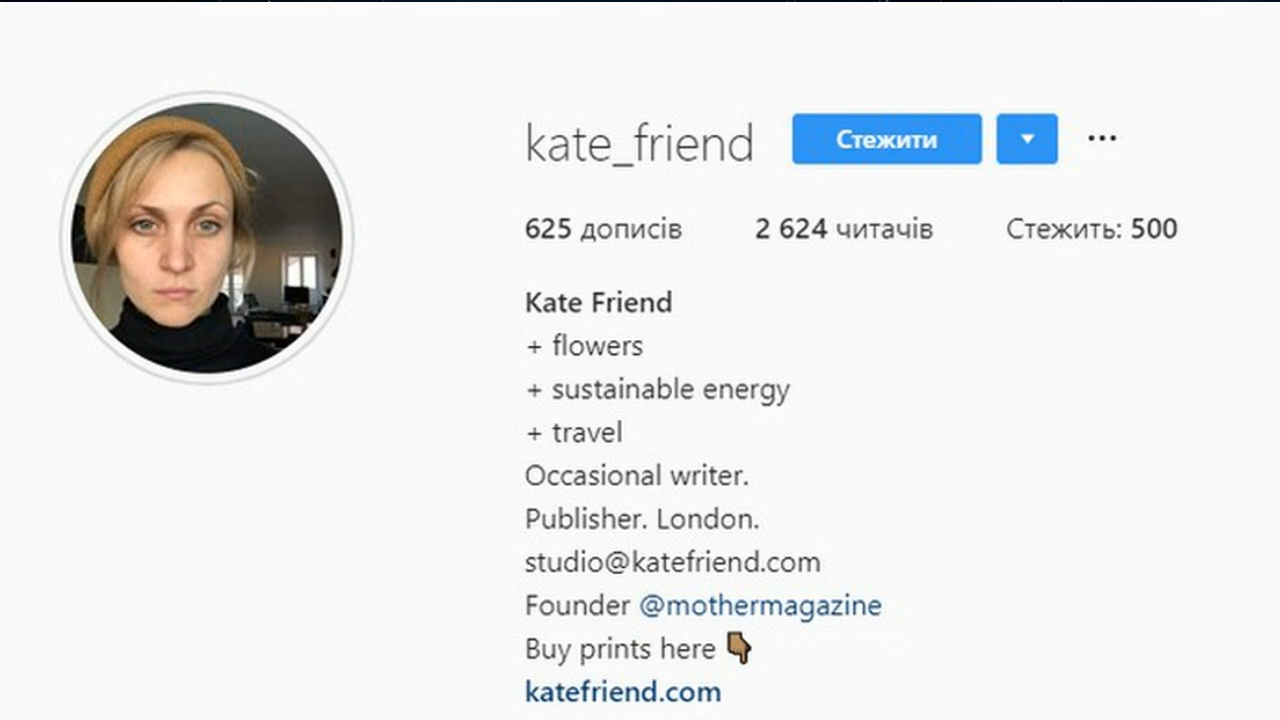 kate_friend Стежити
625 дописів 2 624 читачів Стежить: 500
Kate Friend
+ flowers
+ sustainable energy
+ travel
Occasional writer.
Publisher. London.
studio@katefriend.com
Founder @mothermagazine
Buy prints here 👇🏾
katefriend.com